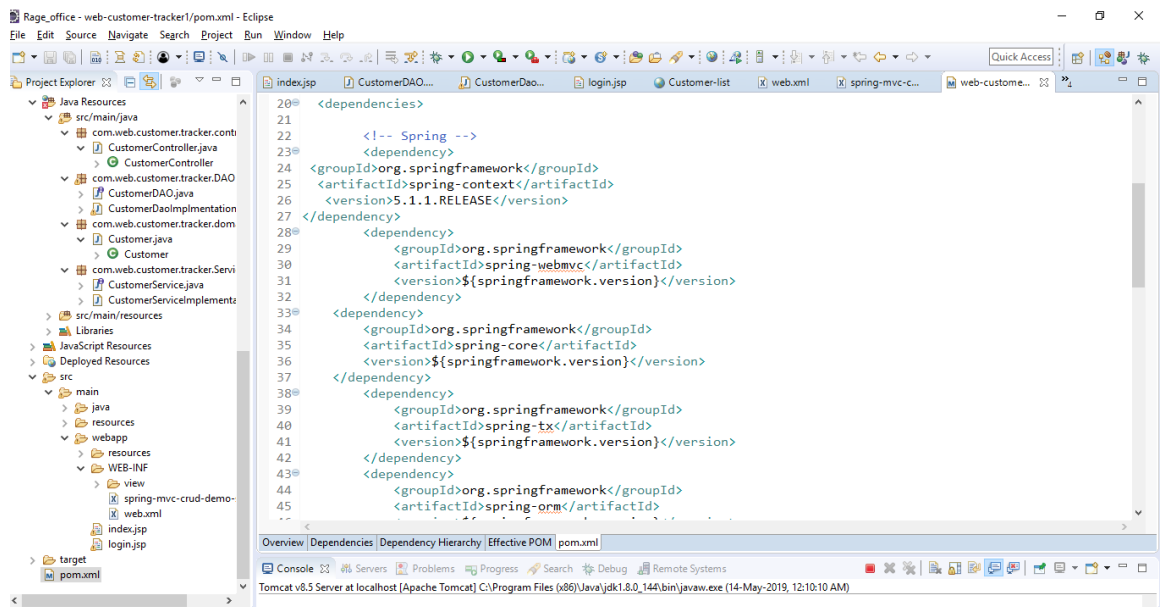 Rage_office - web-customer-tracker1/pom.xml - Eclipse
File Edit Source Navigate Search Project Run Window Help
Quick Access
Project Explorer
index.jsp CustomerDAO.... CustomerDao... login.jsp Customer-list web.xml spring-mvc-c... web-custome... »1
Java Resources
src/main/java
com.web.customer.tracker.contr
CustomerController.java
CustomerController
com.web.customer.tracker.DAO
CustomerDAO.java
CustomerDaoImplmentation
com.web.customer.tracker.dom
Customer.java
Customer
com.web.customer.tracker.Servi
CustomerService.java
CustomerServiceImplementa
src/main/resources
Libraries
JavaScript Resources
Deployed Resources
src
main
java
resources
webapp
resources
WEB-INF
view
spring-mvc-crud-demo-
web.xml
index.jsp
login.jsp
target
pom.xml
20 <dependencies>
21
22 <!-- Spring -->
23 <dependency>
24 <groupId>org.springframework</groupId>
25 <artifactId>spring-context</artifactId>
26 <version>5.1.1.RELEASE</version>
27 </dependency>
28 <dependency>
29 <groupId>org.springframework</groupId>
30 <artifactId>spring-webmvc</artifactId>
31 <version>${springframework.version}</version>
32 </dependency>
33 <dependency>
34 <groupId>org.springframework</groupId>
35 <artifactId>spring-core</artifactId>
36 <version>${springframework.version}</version>
37 </dependency>
38 <dependency>
39 <groupId>org.springframework</groupId>
40 <artifactId>spring-tx</artifactId>
41 <version>${springframework.version}</version>
42 </dependency>
43 <dependency>
44 <groupId>org.springframework</groupId>
45 <artifactId>spring-orm</artifactId>
Overview Dependencies Dependency Hierarchy Effective POM pom.xml
Console Servers Problems Progress Search Debug Remote Systems
Tomcat v8.5 Server at localhost [Apache Tomcat] C:\Program Files (x86)\Java\jdk1.8.0_144\bin\javaw.exe (14-May-2019, 12:10:10 AM)